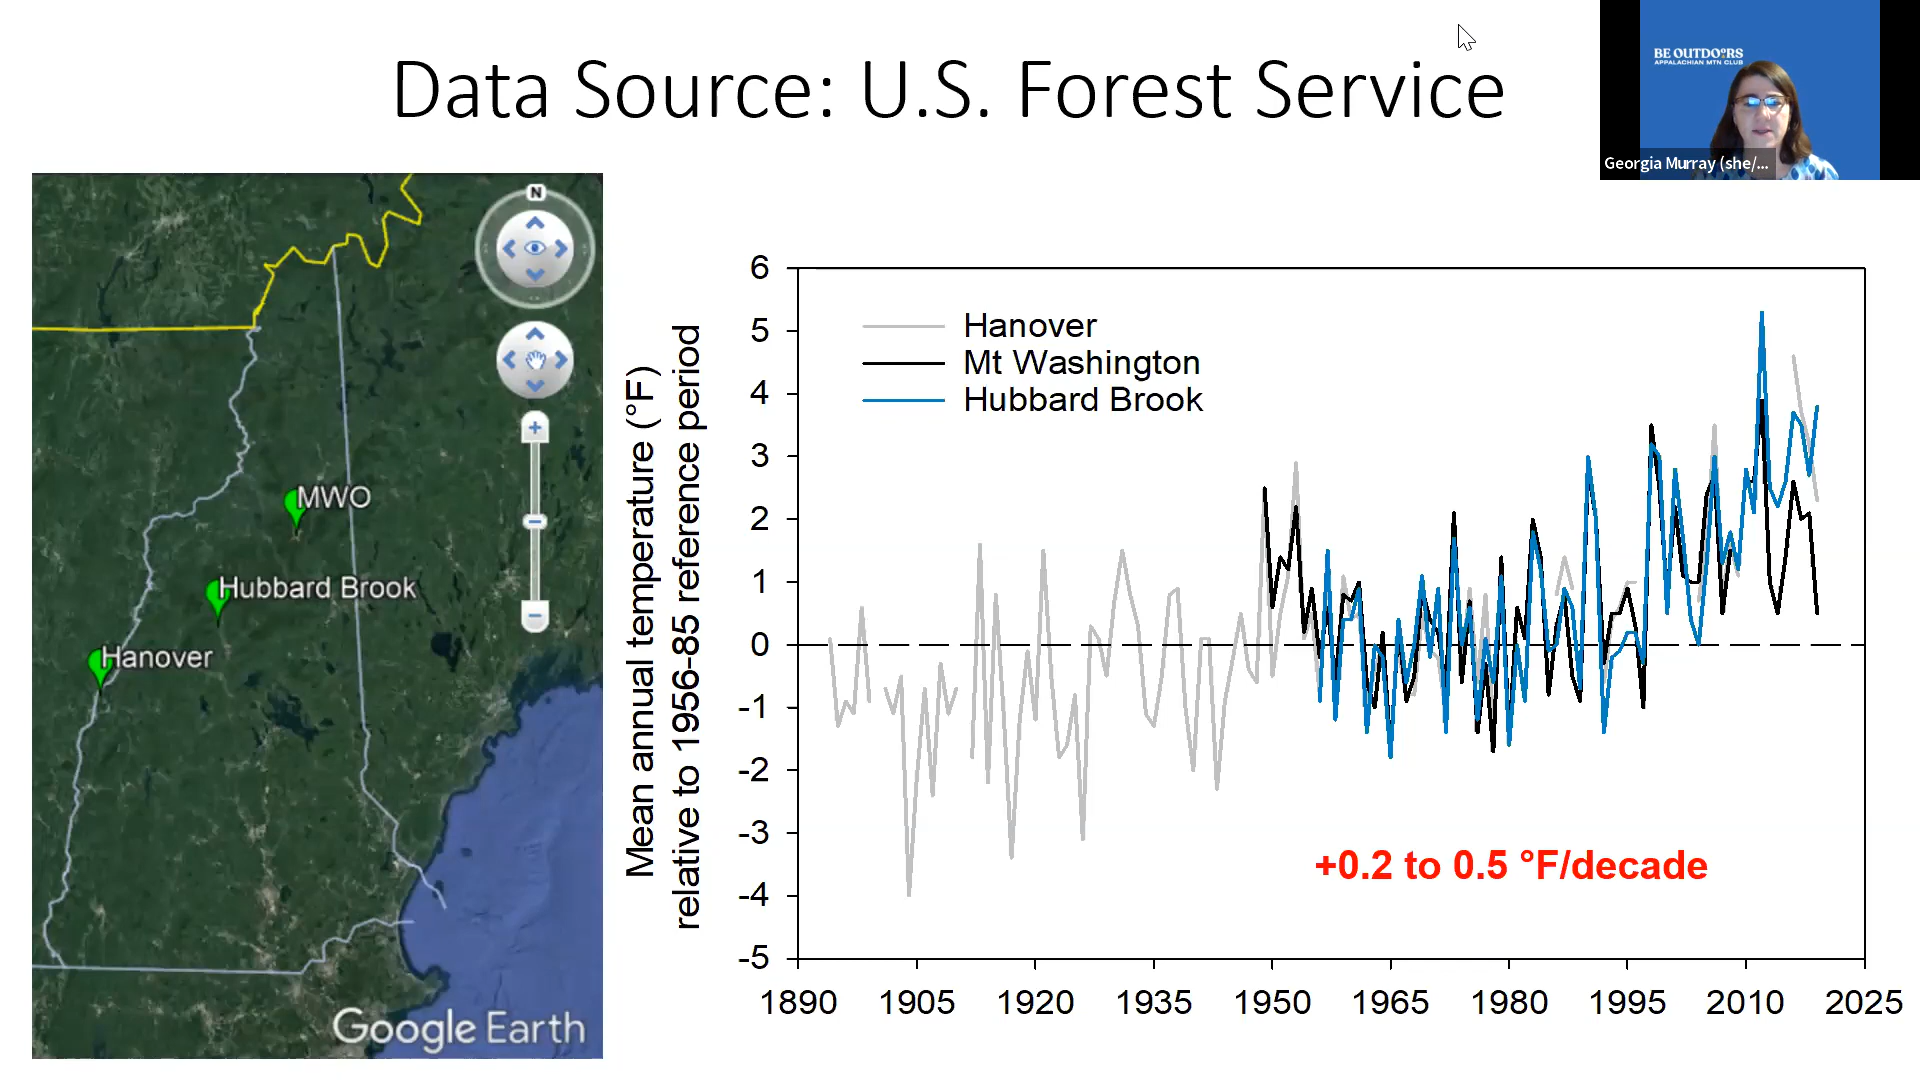 Data Source: U.S. Forest Service
BE OUTDOORS
APPALACHIAN MTN CLUB
Georgia Murray (she/...
N
MWO
Hubbard Brook
Hanover
Google Earth
Mean annual temperature (°F)
relative to 1956-85 reference period
6
5
4
3
2
1
0
-1
-2
-3
-4
-5
Hanover
Mt Washington
Hubbard Brook
+0.2 to 0.5 °F/decade
1890 1905 1920 1935 1950 1965 1980 1995 2010 2025